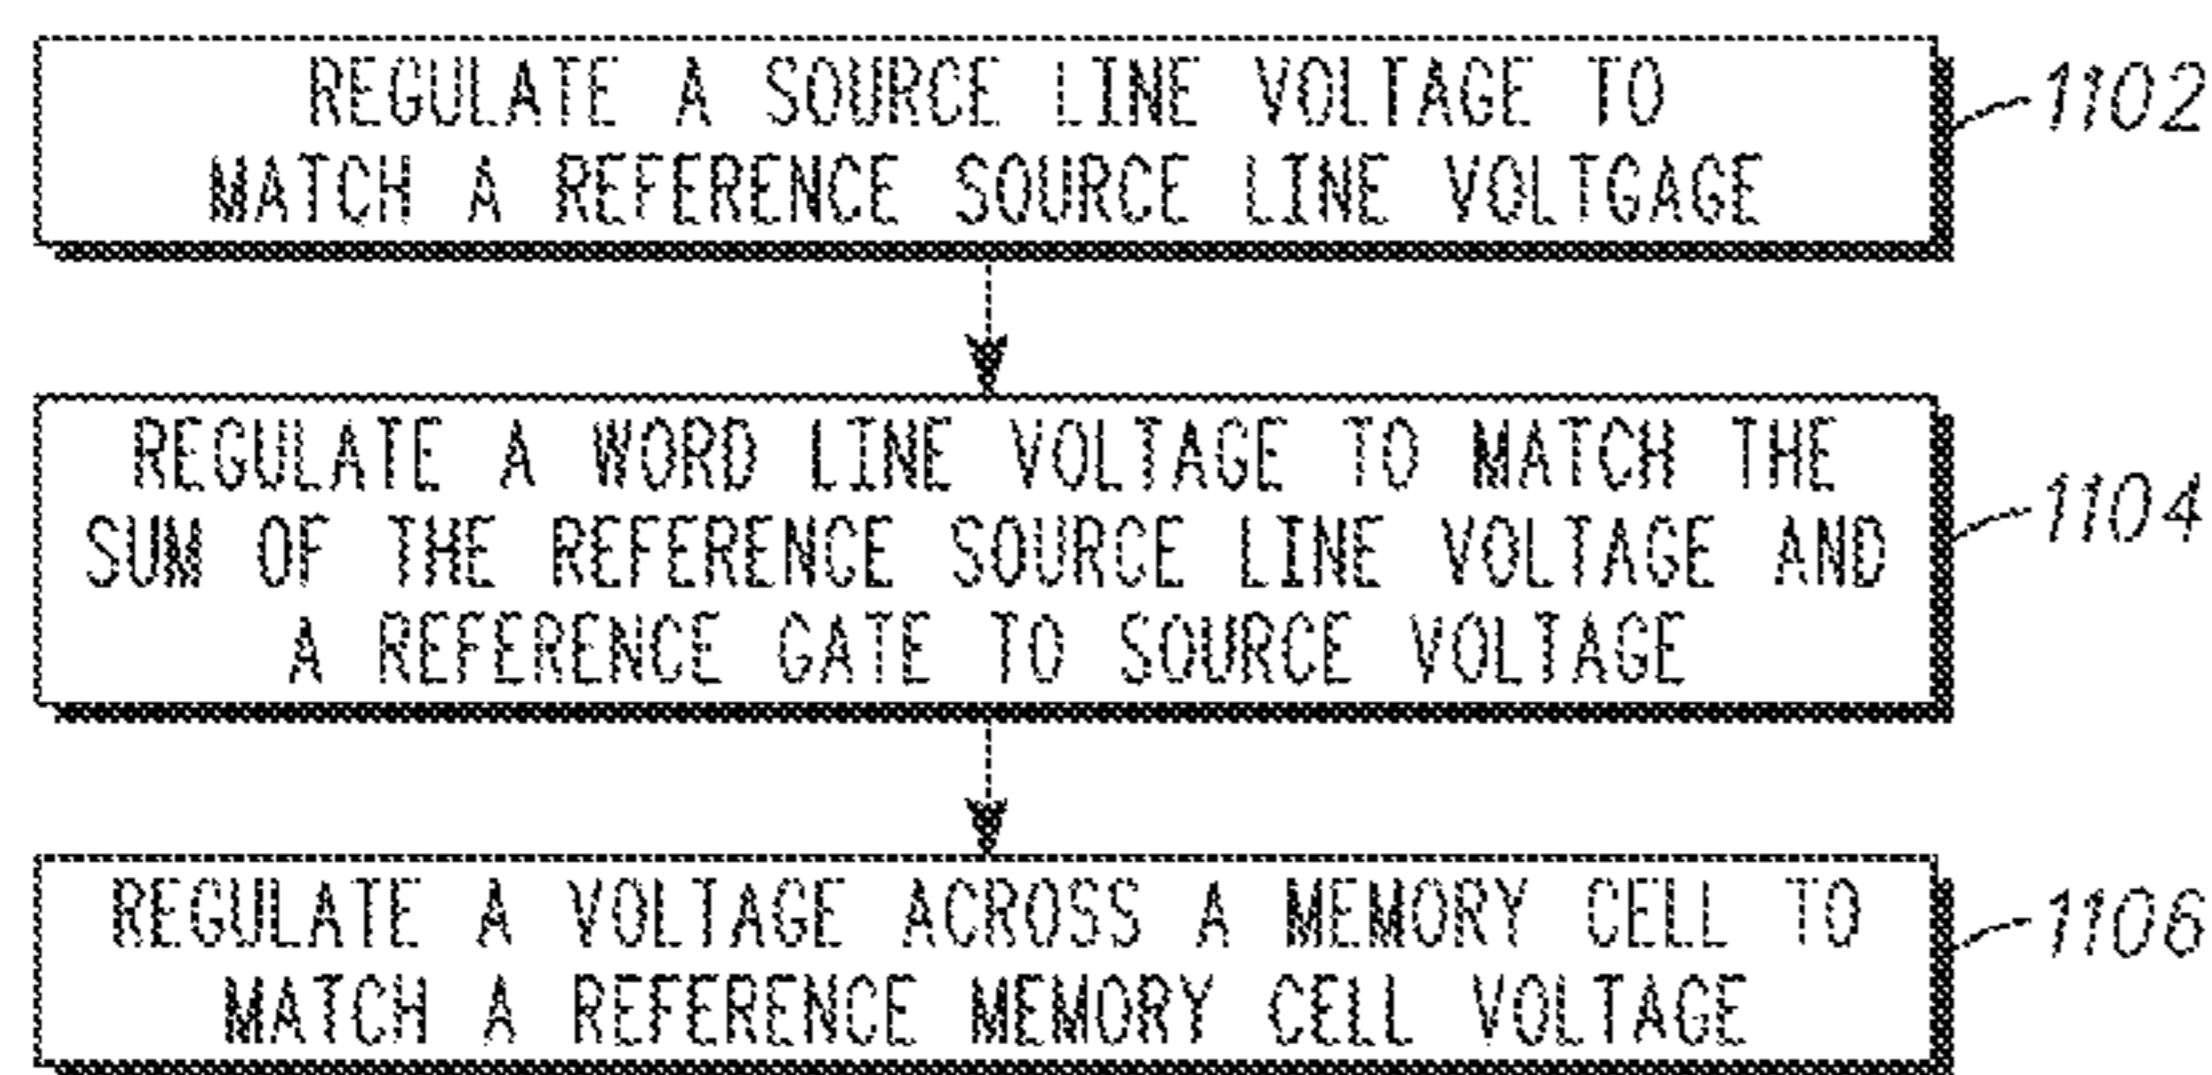 REGULATE A SOURCE LINE VOLTAGE TO
MATCH A REFERENCE SOURCE LINE VOLTGAGE
1102
REGULATE A WORD LINE VOLTAGE TO MATCH THE
SUM OF THE REFERENCE SOURCE LINE VOLTAGE AND
A REFERENCE GATE TO SOURCE VOLTAGE
1104
REGULATE A VOLTAGE ACROSS A MEMORY CELL TO
MATCH A REFERENCE MEMORY CELL VOLTAGE
1106